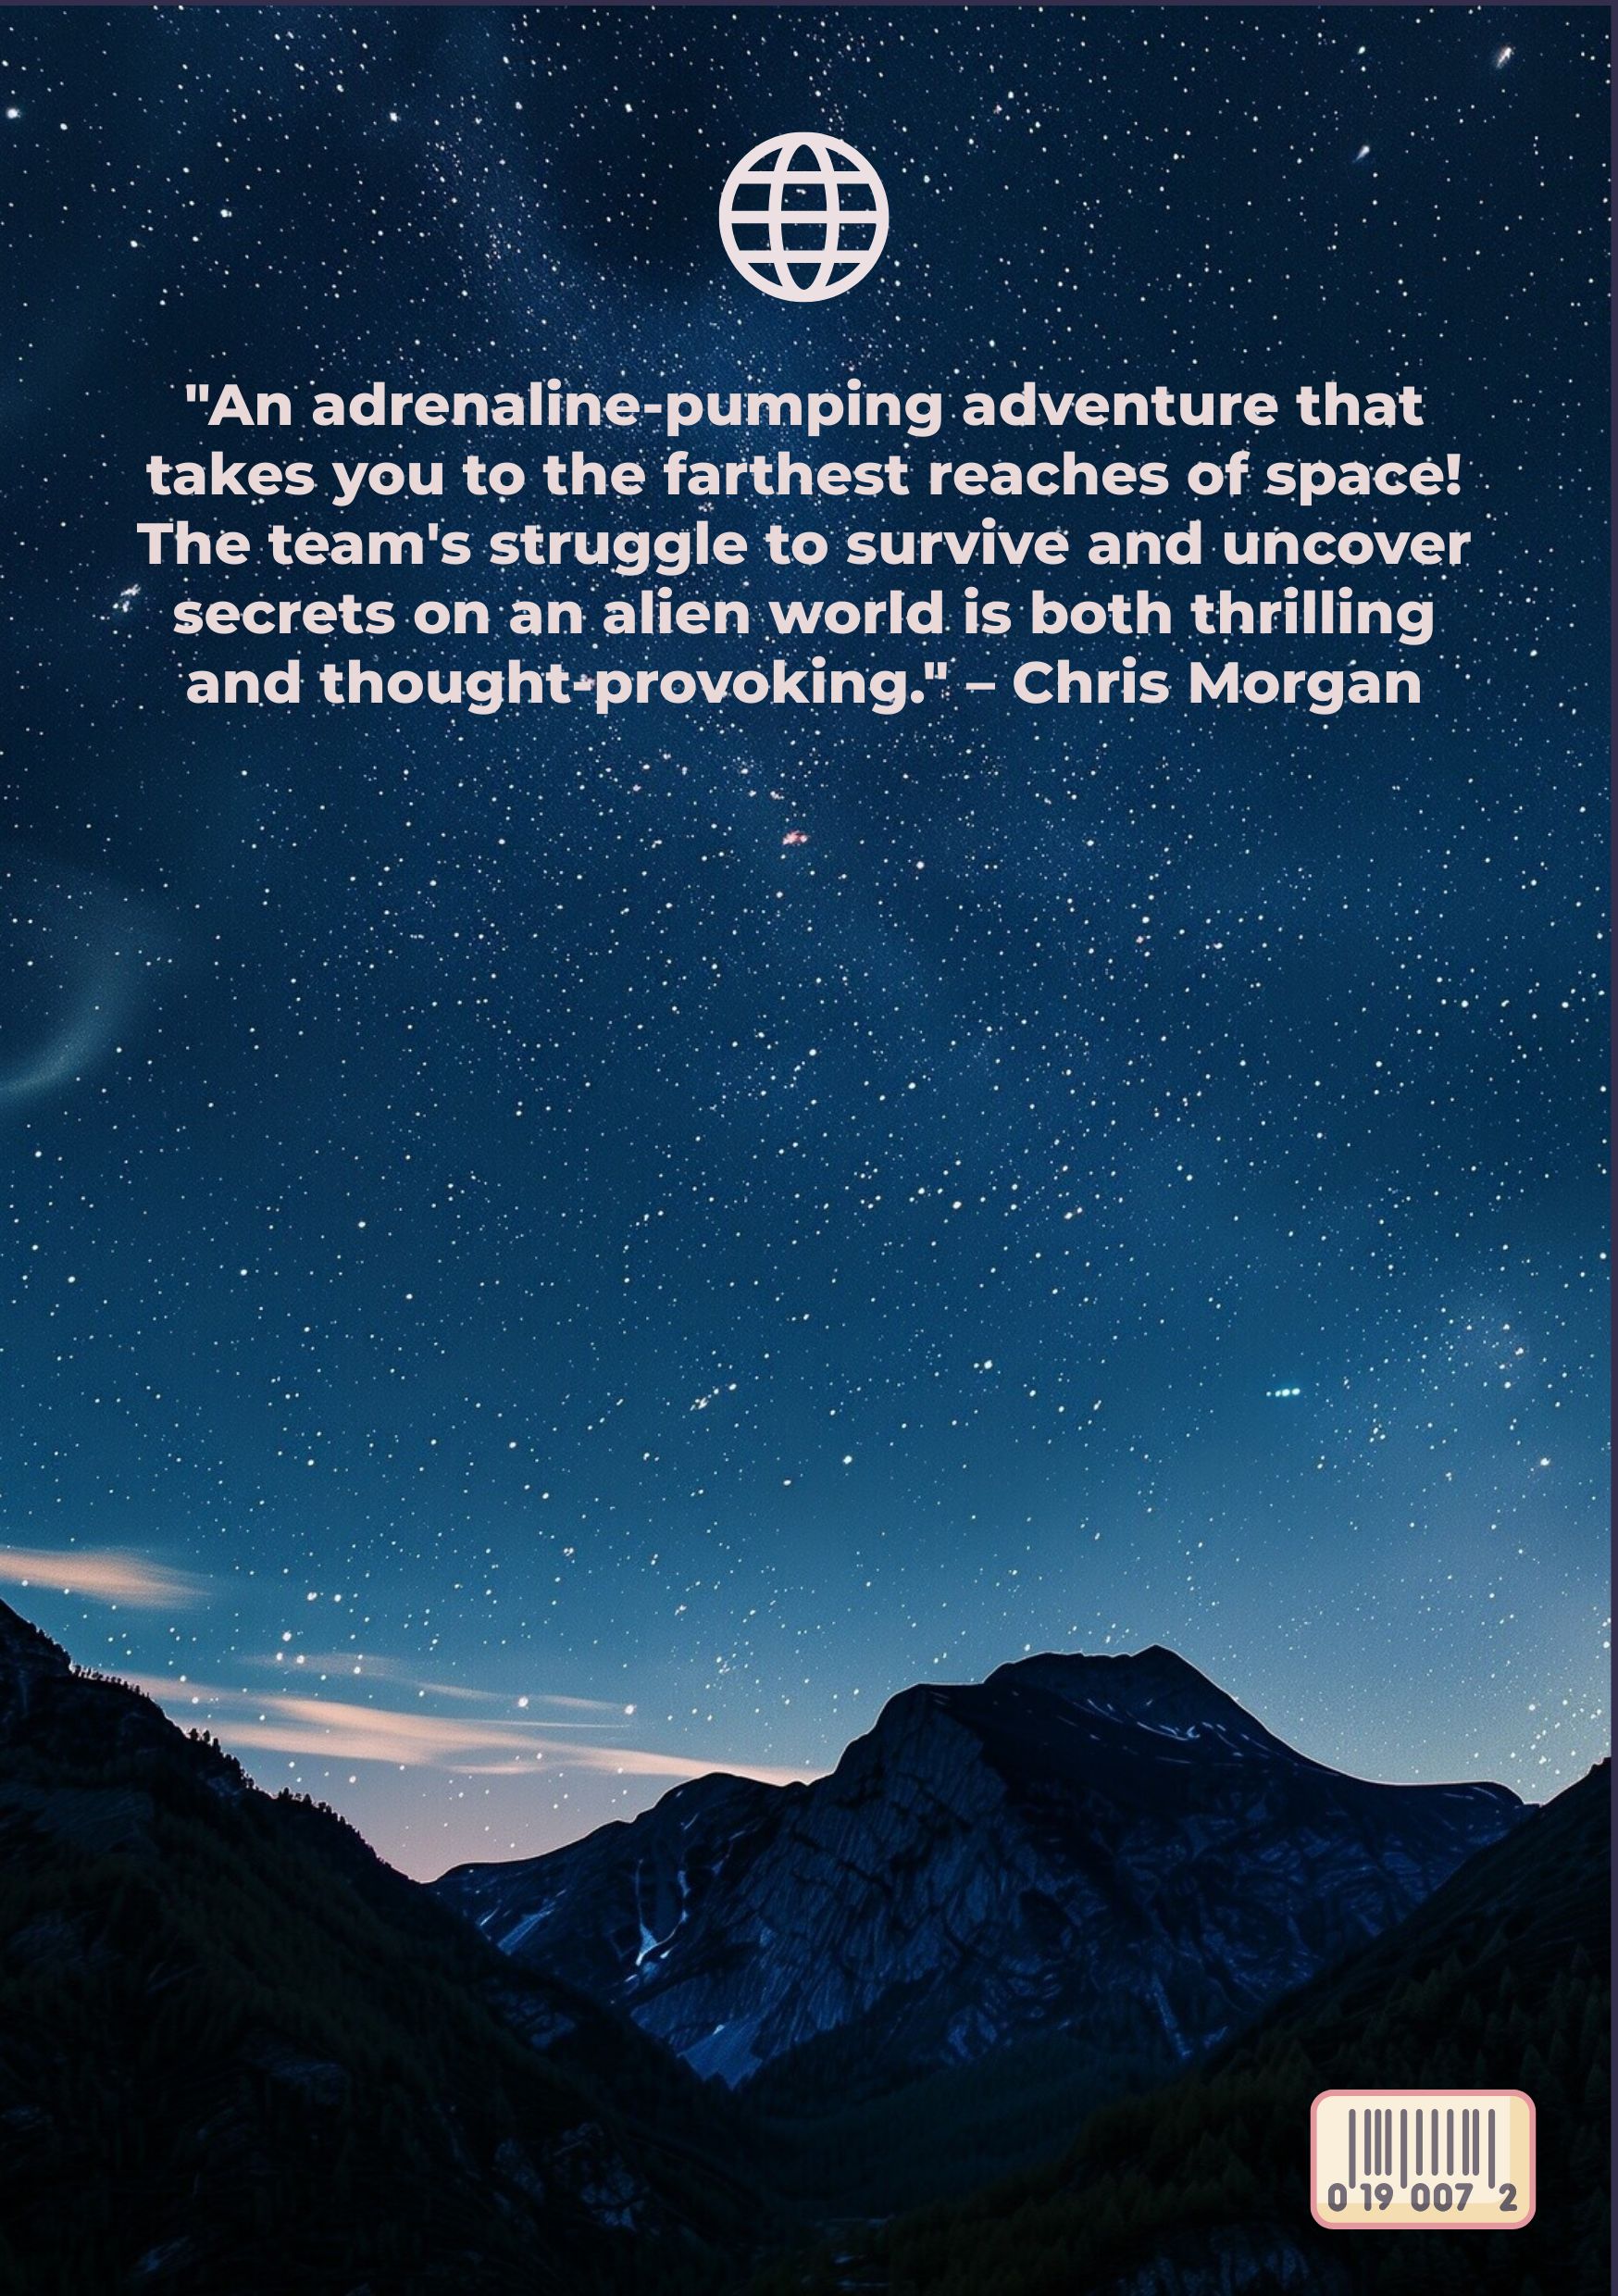 "An adrenaline-pumping adventure that
takes you to the farthest reaches of space!
The team's struggle to survive and uncover
secrets on an alien world is both thrilling
and thought-provoking." – Chris Morgan
0 19 007 2